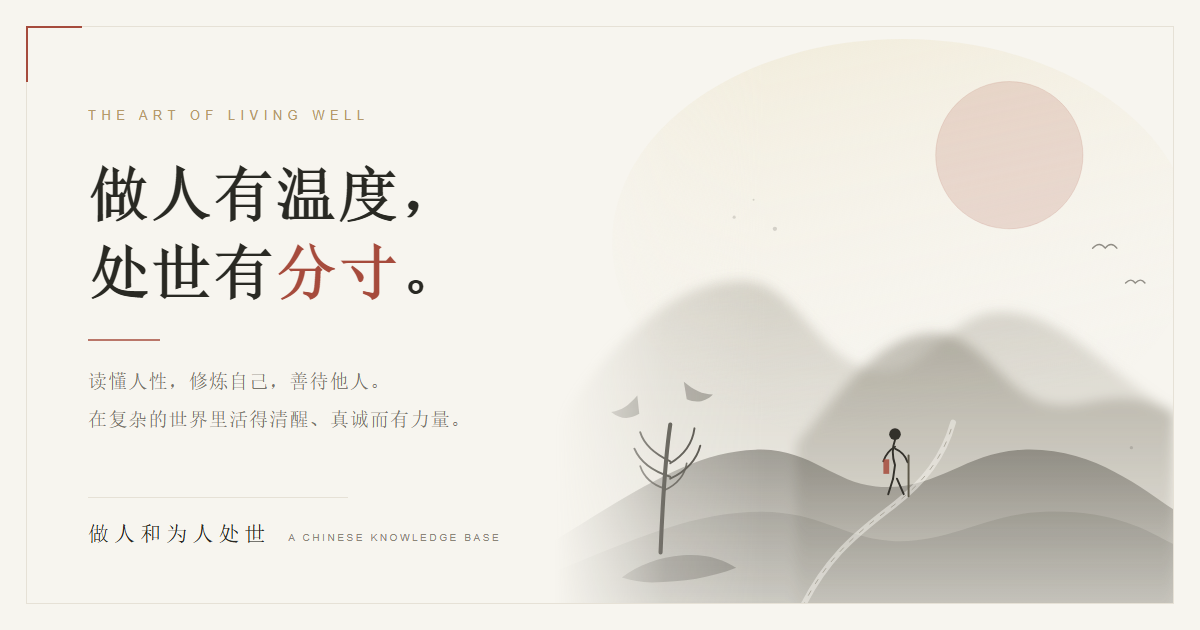 THE ART OF LIVING WELL
做人有温度，
处世有分寸。
读懂人性，修炼自己，善待他人。
在复杂的世界里活得清醒、真诚而有力量。
做人和为人处世 A CHINESE KNOWLEDGE BASE